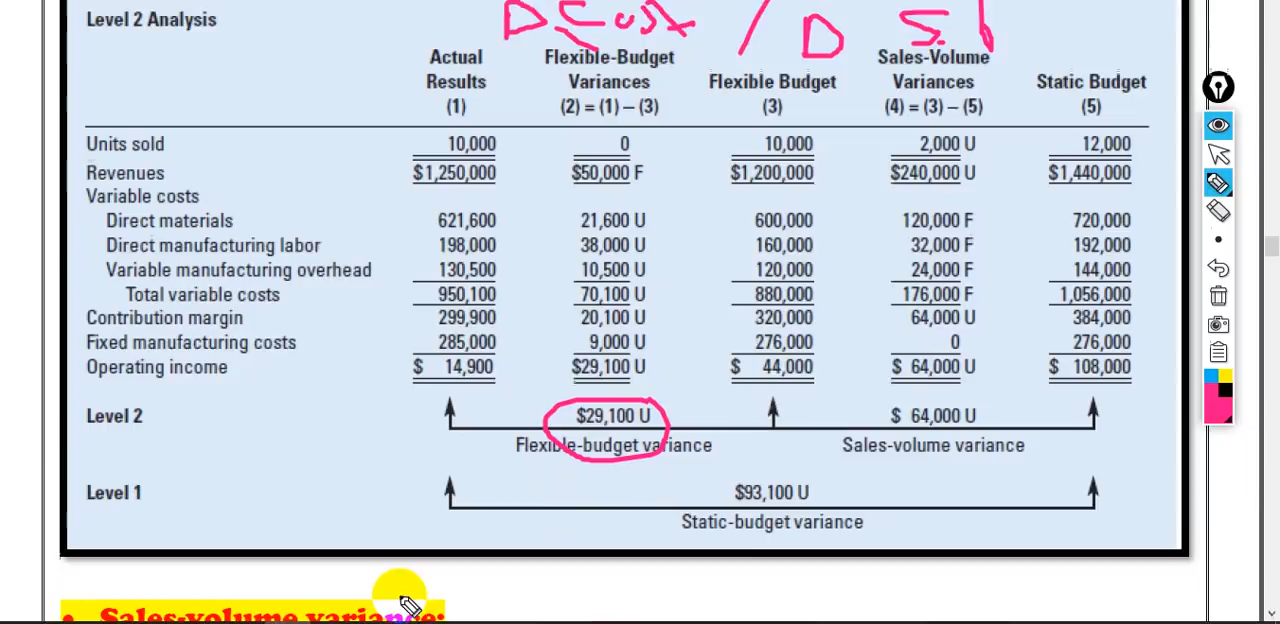 D Cost / D S.P
Level 2 Analysis
Actual Results (1) Flexible-Budget Variances (2) = (1) – (3) Flexible Budget (3) Sales-Volume Variances (4) = (3) – (5) Static Budget (5)
Units sold 10,000 0 10,000 2,000 U 12,000
Revenues $1,250,000 $50,000 F $1,200,000 $240,000 U $1,440,000
Variable costs
Direct materials 621,600 21,600 U 600,000 120,000 F 720,000
Direct manufacturing labor 198,000 38,000 U 160,000 32,000 F 192,000
Variable manufacturing overhead 130,500 10,500 U 120,000 24,000 F 144,000
Total variable costs 950,100 70,100 U 880,000 176,000 F 1,056,000
Contribution margin 299,900 20,100 U 320,000 64,000 U 384,000
Fixed manufacturing costs 285,000 9,000 U 276,000 0 276,000
Operating income $ 14,900 $29,100 U $ 44,000 $ 64,000 U $ 108,000
Level 2 $29,100 U $ 64,000 U
Flexible-budget variance Sales-volume variance
Level 1 $93,100 U
Static-budget variance
• Sales-volume variance: